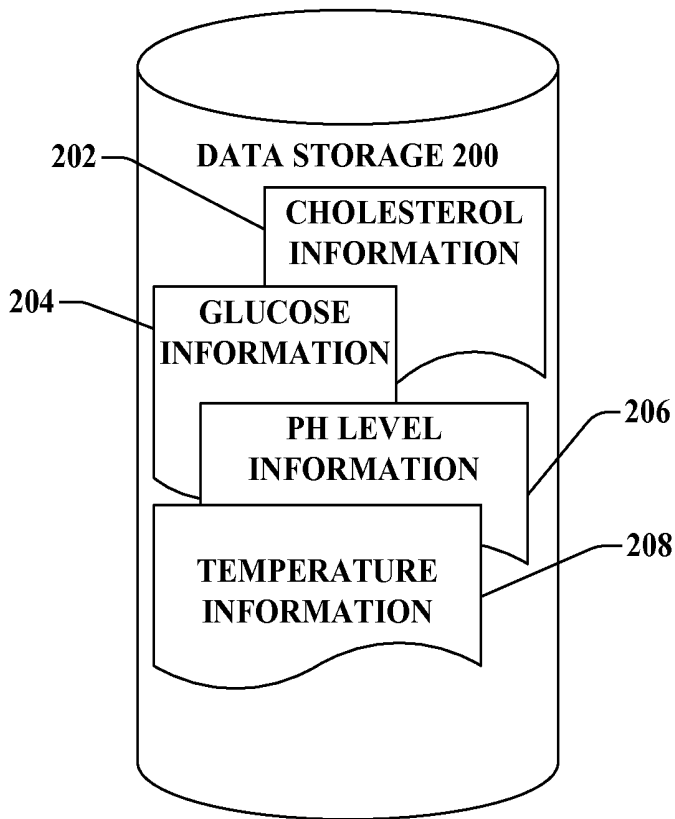 DATA STORAGE 200
202
CHOLESTEROL
INFORMATION
204
GLUCOSE
INFORMATION
206
PH LEVEL
INFORMATION
208
TEMPERATURE
INFORMATION